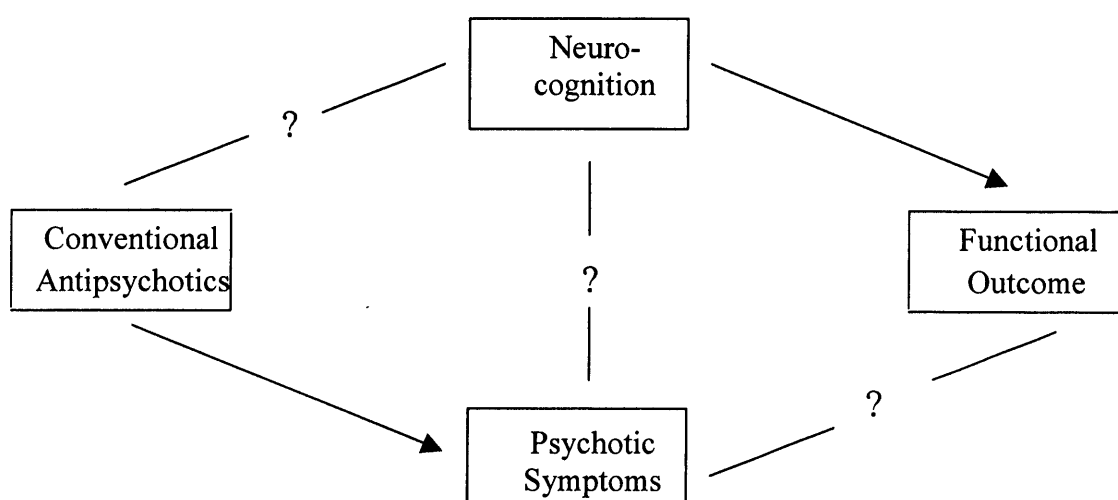 Neuro-
cognition
?
Conventional
Antipsychotics
?
Functional
Outcome
?
Psychotic
Symptoms